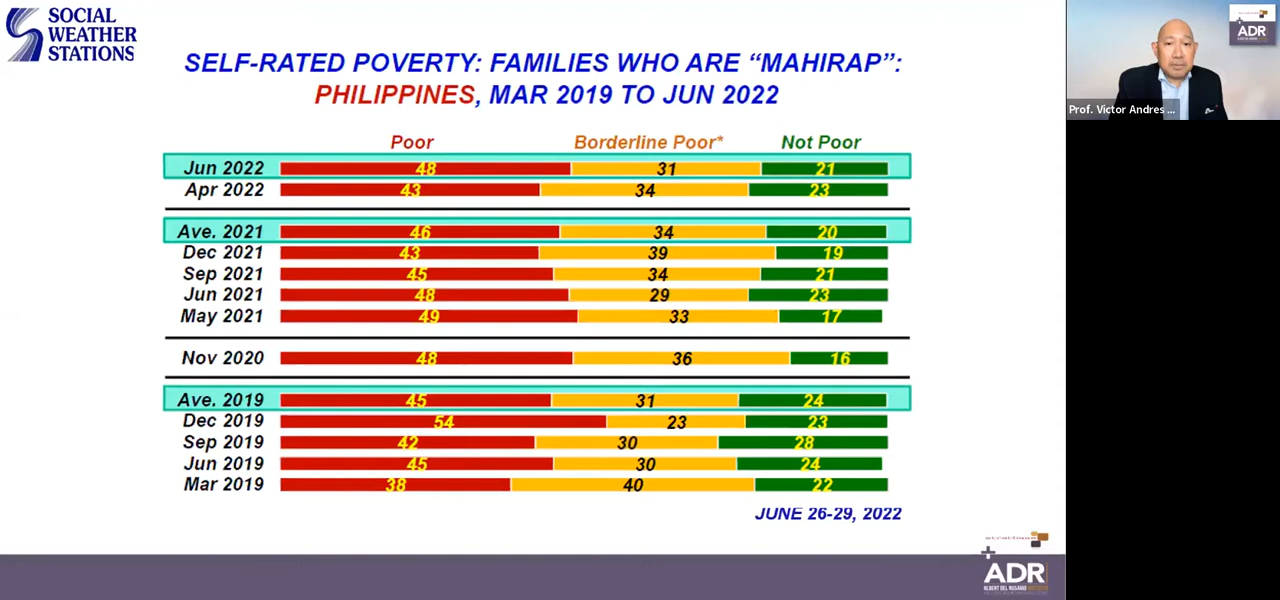 SOCIAL
WEATHER
STATIONS
SELF-RATED POVERTY: FAMILIES WHO ARE “MAHIRAP”:
PHILIPPINES, MAR 2019 TO JUN 2022
Poor Borderline Poor* Not Poor
Jun 2022 48 31 21
Apr 2022 43 34 23
Ave. 2021 46 34 20
Dec 2021 43 39 19
Sep 2021 45 34 21
Jun 2021 48 29 23
May 2021 49 33 17
Nov 2020 48 36 16
Ave. 2019 45 31 24
Dec 2019 54 23 23
Sep 2019 42 30 28
Jun 2019 45 30 24
Mar 2019 38 40 22
JUNE 26-29, 2022
ADR
ALBERT DEL ROSARIO INSTITUTE
ADR
Prof. Victor Andres ...